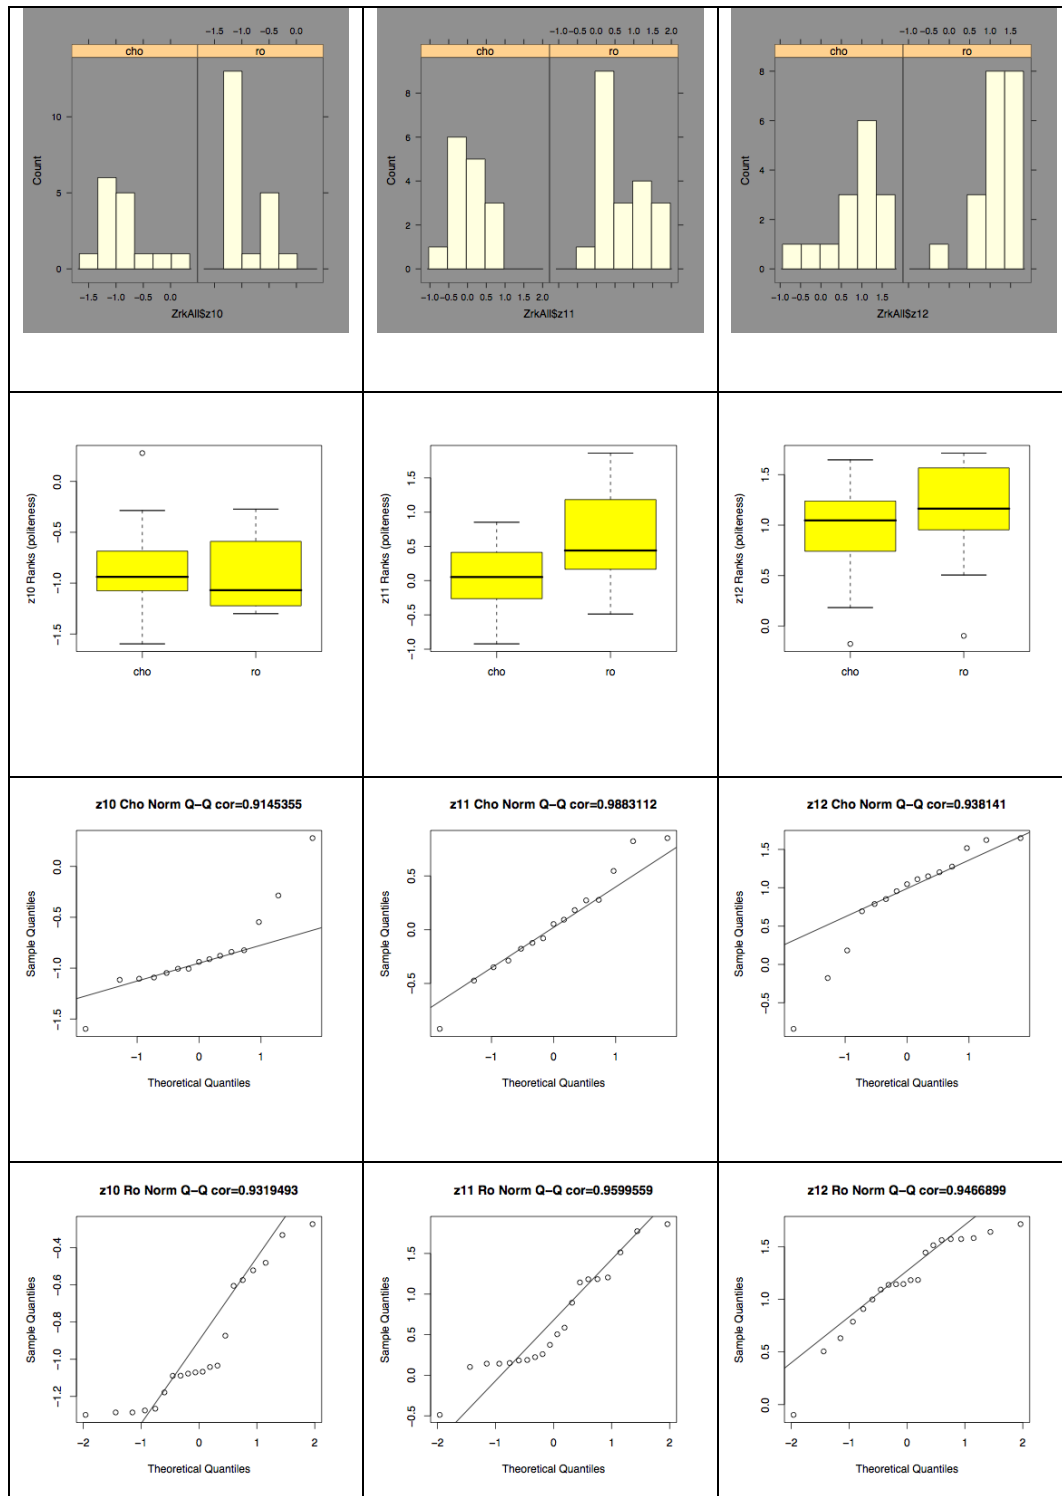 −1.5 −1.0 −0.5 0.0
cho ro
10
5
0
Count
−1.5 −1.0 −0.5 0.0
ZrkAll$z10
−1.0−0.5 0.0 0.5 1.0 1.5 2.0
cho ro
8
6
4
2
0
Count
−1.0−0.5 0.0 0.5 1.0 1.5 2.0
ZrkAll$z11
−1.0 −0.5 0.0 0.5 1.0 1.5
cho ro
8
6
4
2
0
Count
−1.0 −0.5 0.0 0.5 1.0 1.5
ZrkAll$z12
z10 Ranks (politeness)
0.0
−0.5
−1.0
−1.5
cho ro
z11 Ranks (politeness)
1.5
1.0
0.5
0.0
−0.5
−1.0
cho ro
z12 Ranks (politeness)
1.5
1.0
0.5
0.0
cho ro
z10 Cho Norm Q−Q cor=0.9145355
Sample Quantiles
0.0
−0.5
−1.0
−1.5
−1 0 1
Theoretical Quantiles
z11 Cho Norm Q−Q cor=0.9883112
Sample Quantiles
0.5
0.0
−0.5
−1 0 1
Theoretical Quantiles
z12 Cho Norm Q−Q cor=0.938141
Sample Quantiles
1.5
1.0
0.5
0.0
−0.5
−1 0 1
Theoretical Quantiles
z10 Ro Norm Q−Q cor=0.9319493
Sample Quantiles
−0.4
−0.6
−0.8
−1.0
−1.2
−2 −1 0 1 2
Theoretical Quantiles
z11 Ro Norm Q−Q cor=0.9599559
Sample Quantiles
1.5
1.0
0.5
0.0
−0.5
−2 −1 0 1 2
Theoretical Quantiles
z12 Ro Norm Q−Q cor=0.9466899
Sample Quantiles
1.5
1.0
0.5
0.0
−2 −1 0 1 2
Theoretical Quantiles